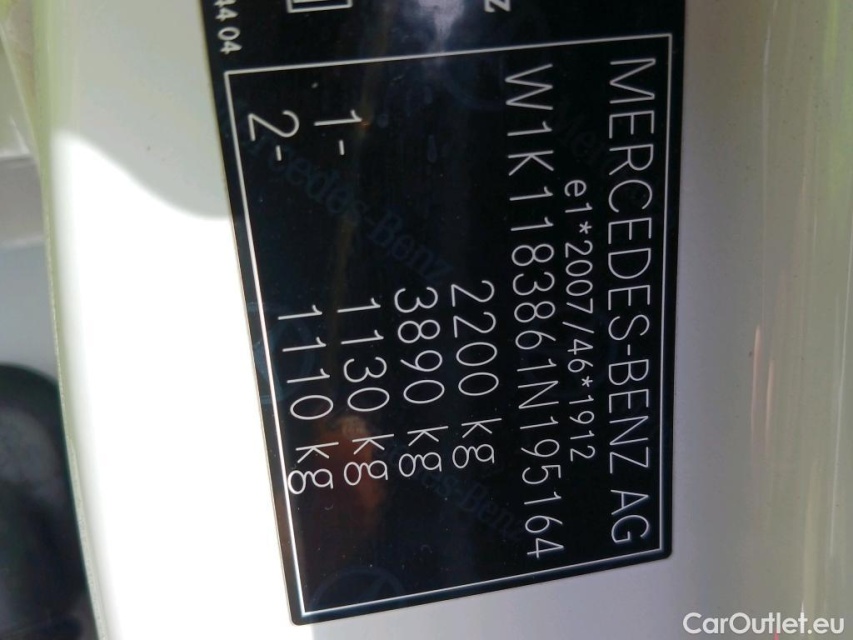 MERCEDES-BENZ AG
e1*2007/46*1912
W1K1183861N195164
2200 kg
3890 kg
1- 1130 kg
2- 1110 kg
CarOutlet.eu